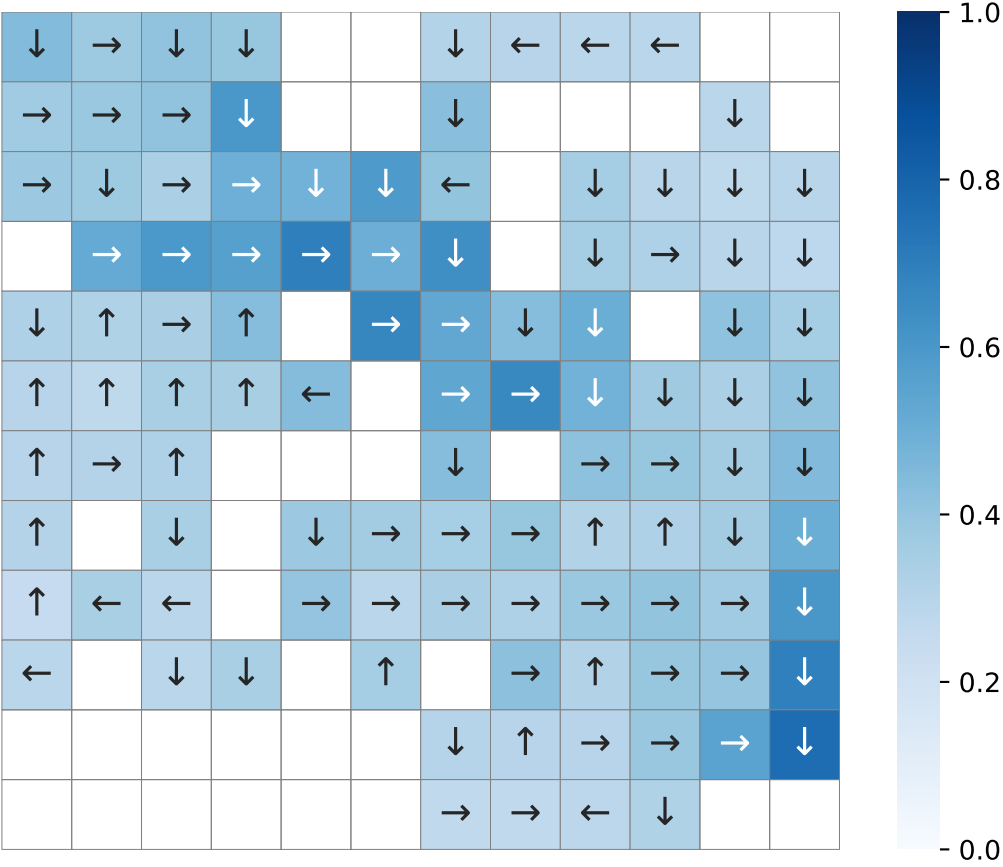 ↓ → ↓ ↓ ↓ ← ← ←
→ → → ↓ ↓ ↓
→ ↓ → → ↓ ↓ ← ↓ ↓ ↓ ↓
→ → → → → ↓ ↓ → ↓ ↓
↓ ↑ → ↑ → → ↓ ↓ ↓ ↓
↑ ↑ ↑ ↑ ← → → ↓ ↓ ↓ ↓
↑ → ↑ ↓ → → ↓ ↓
↑ ↓ ↓ → → → ↑ ↑ ↓ ↓
↑ ← ← → → → → → → → ↓
← ↓ ↓ ↑ → ↑ → → ↓
↓ ↑ → → → ↓
→ → ← ↓
1.0
0.8
0.6
0.4
0.2
0.0